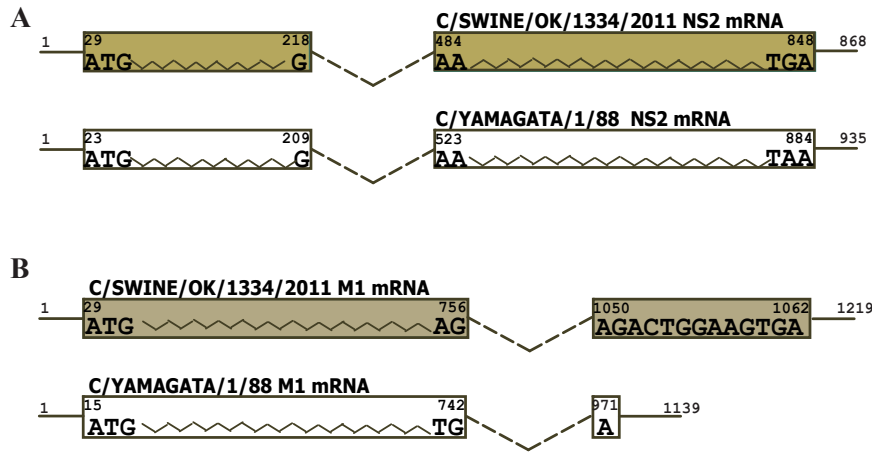 A
C/SWINE/OK/1334/2011 NS2 mRNA
1 29 218 484 848 868
ATG G AA TGA
C/YAMAGATA/1/88 NS2 mRNA
1 23 209 523 884 935
ATG G AA TAA
B
C/SWINE/OK/1334/2011 M1 mRNA
1 29 756 1050 1062 1219
ATG AG AGACTGGAAGTGA
C/YAMAGATA/1/88 M1 mRNA
1 15 742 971 1139
ATG TG A